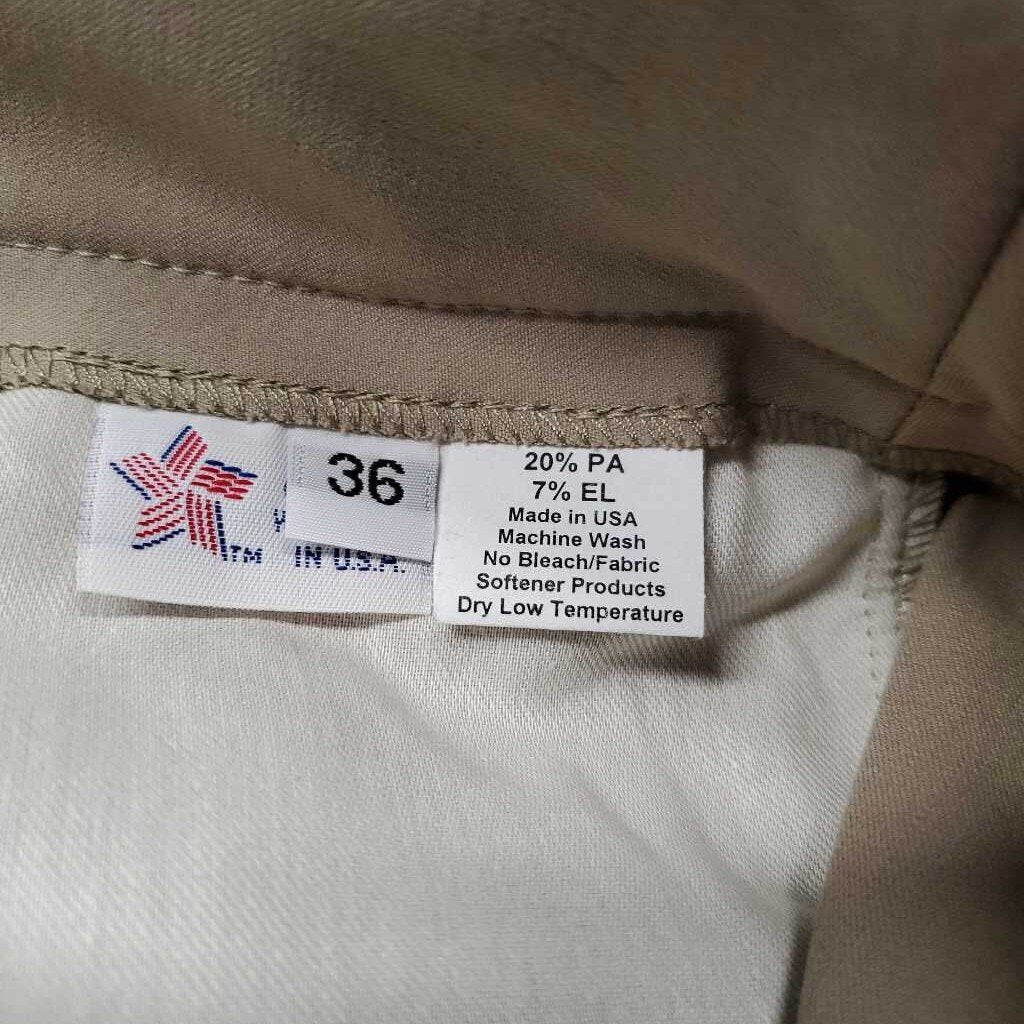 TM
IN U.S.A.
36
20% PA
7% EL
Made in USA
Machine Wash
No Bleach/Fabric
Softener Products
Dry Low Temperature